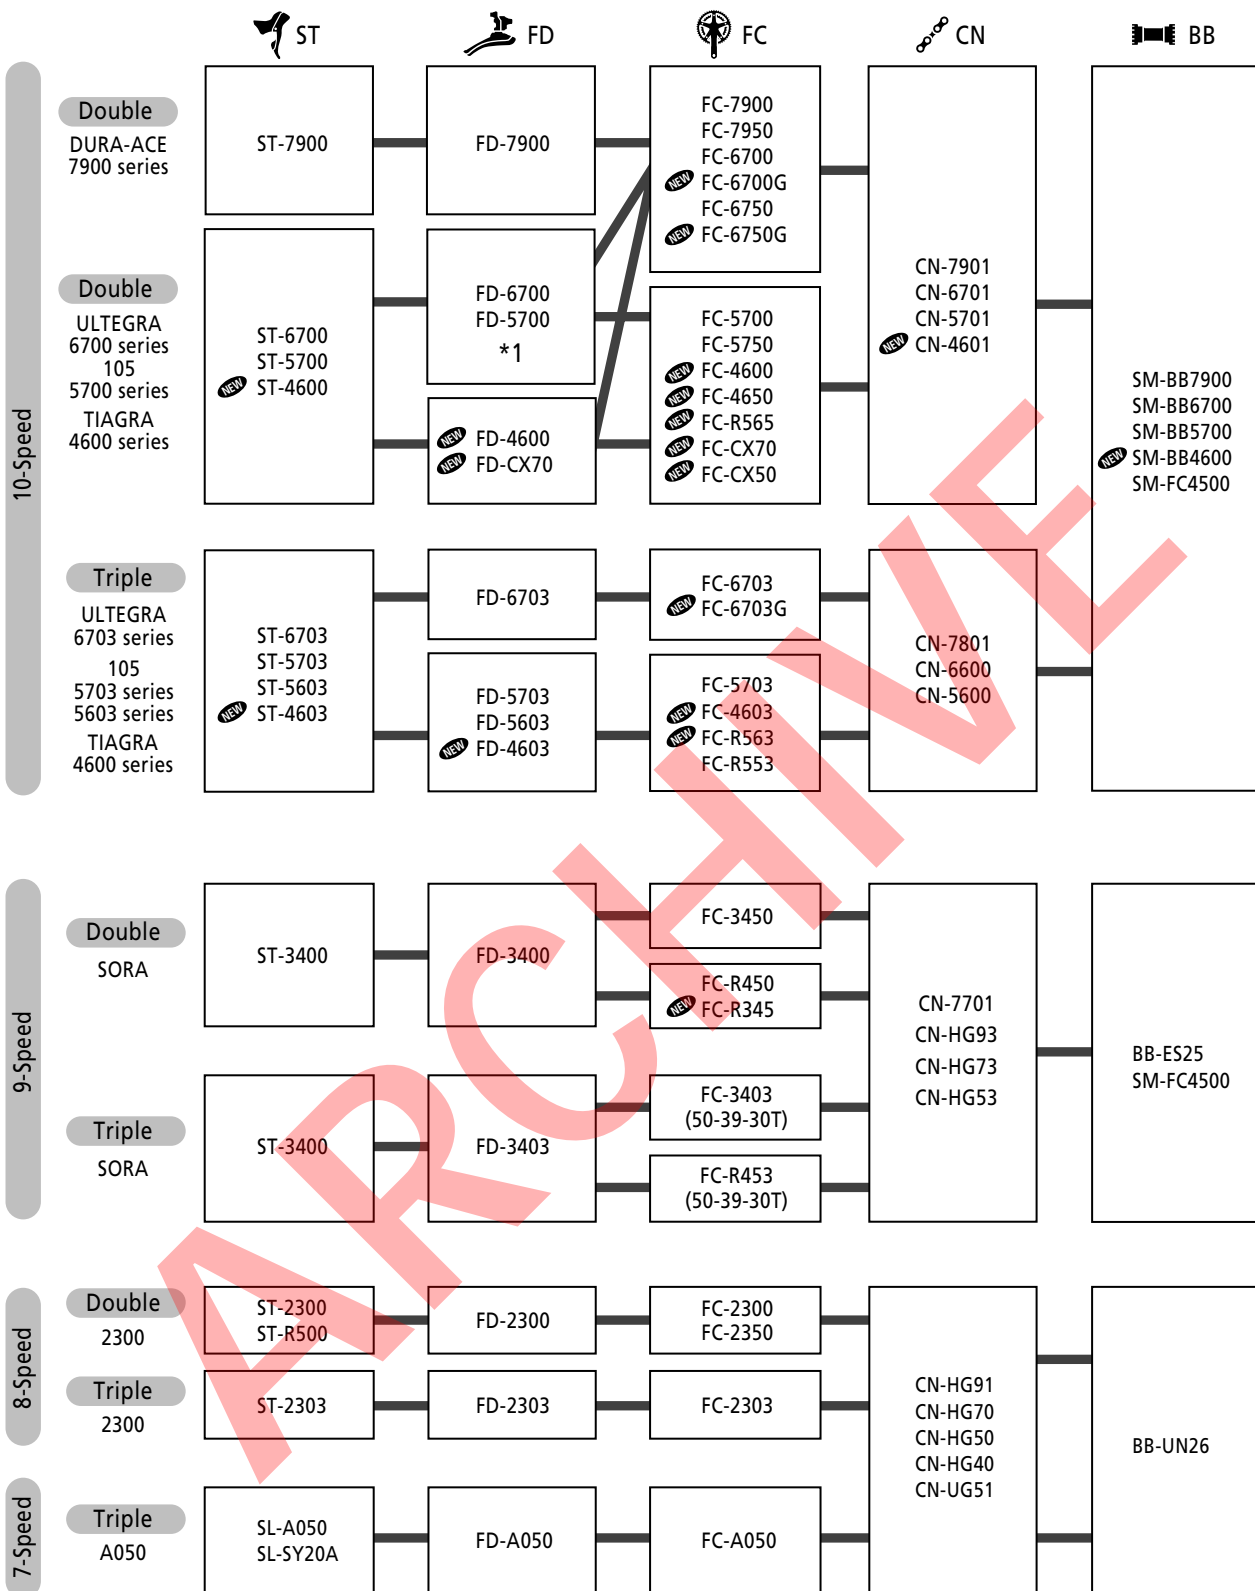 ST
FD
FC
CN
BB
10-Speed
Double
DURA-ACE
7900 series
ST-7900
FD-7900
FC-7900
FC-7950
FC-6700
NEW FC-6700G
FC-6750
NEW FC-6750G
Double
ULTEGRA
6700 series
105
5700 series
TIAGRA
4600 series
ST-6700
ST-5700
NEW ST-4600
FD-6700
FD-5700
*1
NEW FD-4600
NEW FD-CX70
FC-5700
FC-5750
NEW FC-4600
NEW FC-4650
NEW FC-R565
NEW FC-CX70
NEW FC-CX50
CN-7901
CN-6701
CN-5701
NEW CN-4601
SM-BB7900
SM-BB6700
SM-BB5700
NEW SM-BB4600
SM-FC4500
Triple
ULTEGRA
6703 series
105
5703 series
5603 series
TIAGRA
4600 series
ST-6703
ST-5703
ST-5603
NEW ST-4603
FD-6703
FD-5703
FD-5603
NEW FD-4603
FC-6703
NEW FC-6703G
FC-5703
NEW FC-4603
NEW FC-R563
FC-R553
CN-7801
CN-6600
CN-5600
9-Speed
Double
SORA
ST-3400
FD-3400
FC-3450
FC-R450
NEW FC-R345
CN-7701
CN-HG93
CN-HG73
CN-HG53
BB-ES25
SM-FC4500
Triple
SORA
ST-3400
FD-3403
FC-3403
(50-39-30T)
FC-R453
(50-39-30T)
8-Speed
Double
2300
ST-2300
ST-R500
FD-2300
FC-2300
FC-2350
Triple
2300
ST-2303
FD-2303
FC-2303
CN-HG91
CN-HG70
CN-HG50
CN-HG40
CN-UG51
BB-UN26
7-Speed
Triple
A050
SL-A050
SL-SY20A
FD-A050
FC-A050
ARCHIVE